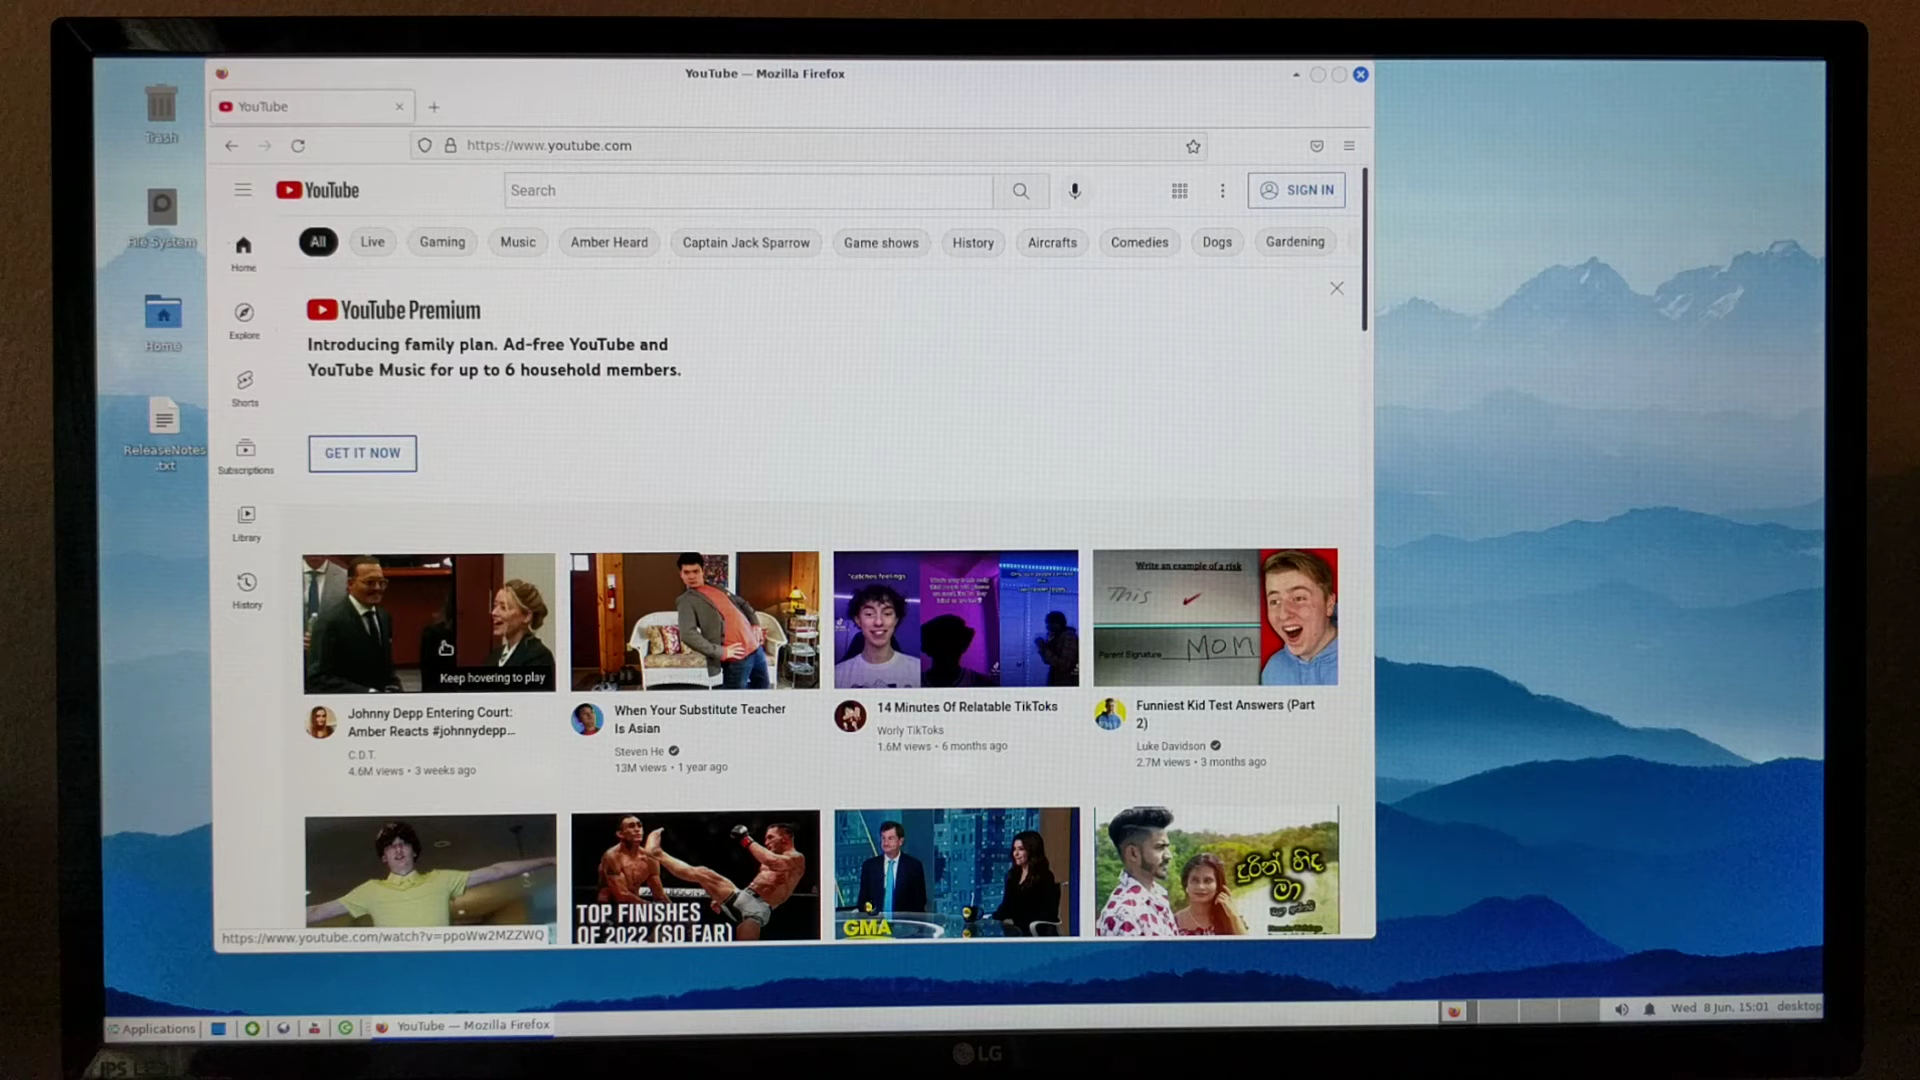 YouTube — Mozilla Firefox
YouTube
https://www.youtube.com
YouTube
Search
SIGN IN
All
Live
Gaming
Music
Amber Heard
Captain Jack Sparrow
Game shows
History
Aircrafts
Comedies
Dogs
Gardening
Trash
File System
Home
ReleaseNotes
.txt
Home
Explore
Shorts
Subscriptions
Library
History
YouTube Premium
Introducing family plan. Ad-free YouTube and
YouTube Music for up to 6 household members.
GET IT NOW
Keep hovering to play
*catches feelings
Write an example of a risk
This
Parent Signature
MOM
Johnny Depp Entering Court:
Amber Reacts #johnnydepp...
C.D.T.
4.6M views • 3 weeks ago
When Your Substitute Teacher
Is Asian
Steven He
13M views • 1 year ago
14 Minutes Of Relatable TikToks
Worly TikToks
1.6M views • 6 months ago
Funniest Kid Test Answers (Part
2)
Luke Davidson
2.7M views • 3 months ago
TOP FINISHES
OF 2022 (SO FAR)
GMA
දුරින් හිඳ
මා
https://www.youtube.com/watch?v=ppoWw2MZZWQ
Applications
YouTube — Mozilla Firefox
Wed 8 Jun, 15:01 desktop
LG